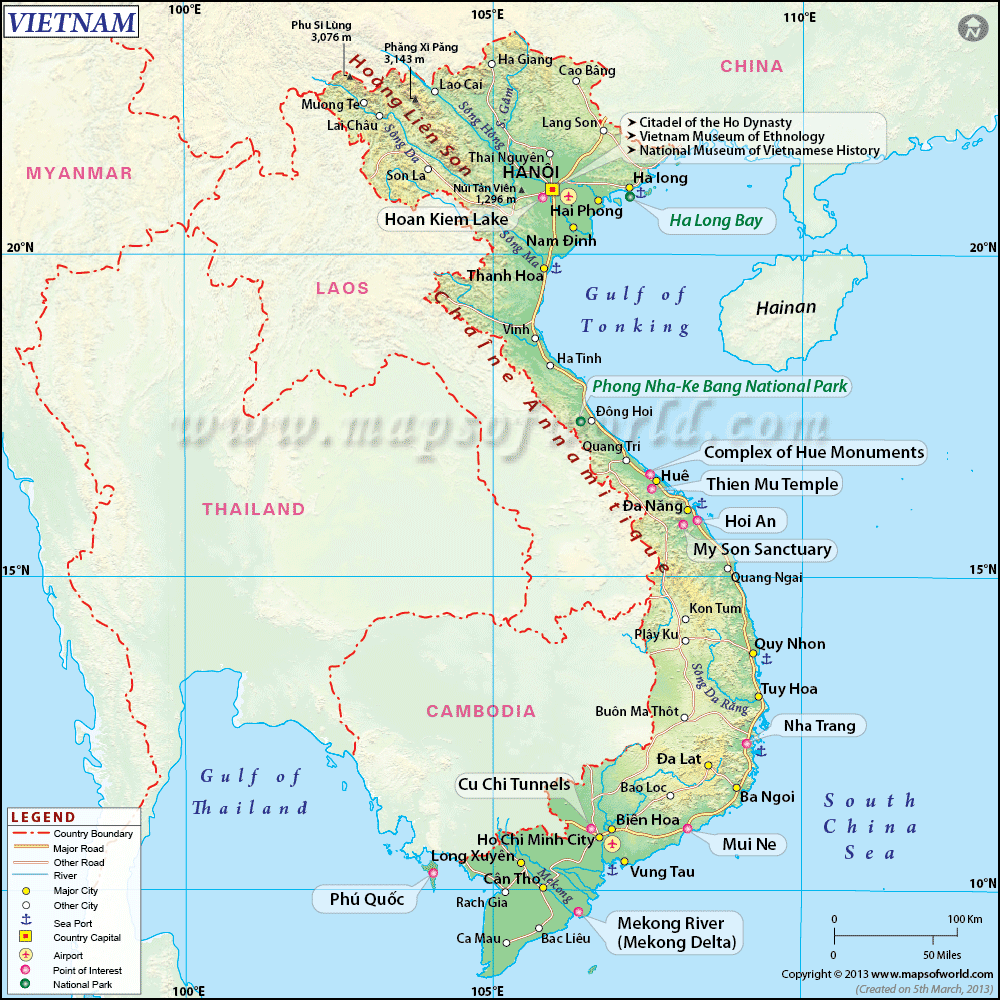 VIETNAM
100°E
105°E
110°E
N
Phu Si Lùng
3,076 m
Phăng Xi Păng
3,143 m
Ha Giang
Cao Bang
CHINA
Hoang Liên Son
Lao Cai
Muong Te
Lai Châu
Sông Da
Sông Hông
S. Gâm
Lang Son
➤ Citadel of the Ho Dynasty
➤ Vietnam Museum of Ethnology
➤ National Museum of Vietnamese History
MYANMAR
Thai Nguyên
Son La
HANÔI
Núi Tan Viên
1,296 m
Ha long
Hoan Kiem Lake
Hai Phong
Ha Long Bay
Nam Đinh
Sông Ma
20°N
20°N
Thanh Hoa
LAOS
Gulf of
Tonking
Hainan
Chaîne Annamitique
Vinh
Ha Tinh
Phong Nha-Ke Bang National Park
Đông Hoi
www.mapsofworld.com
Quang Tri
Complex of Hue Monuments
Huê
Thien Mu Temple
THAILAND
Đa Năng
Hoi An
My Son Sanctuary
15°N
15°N
Quang Ngai
Kon Tum
Plây Ku
Quy Nhon
Sông Da Răng
Tuy Hoa
CAMBODIA
Buôn Ma Thôt
Nha Trang
Gulf of
Thailand
Đa Lat
Cu Chi Tunnels
Bao Loc
Ba Ngoi
South
China
Sea
Biên Hoa
Ho Chi Minh City
Mui Ne
Long Xuyên
Vung Tau
Cân Tho
Mekong
10°N
Phú Quốc
Rach Gia
Mekong River
(Mekong Delta)
Ca Mau
Bac Liêu
LEGEND
Country Boundary
Major Road
Other Road
River
Major City
Other City
Sea Port
Country Capital
Airport
Point of Interest
National Park
0
100 Km
0
50 Miles
100°E
105°E
Copyright © 2013 www.mapsofworld.com
(Created on 5th March, 2013)